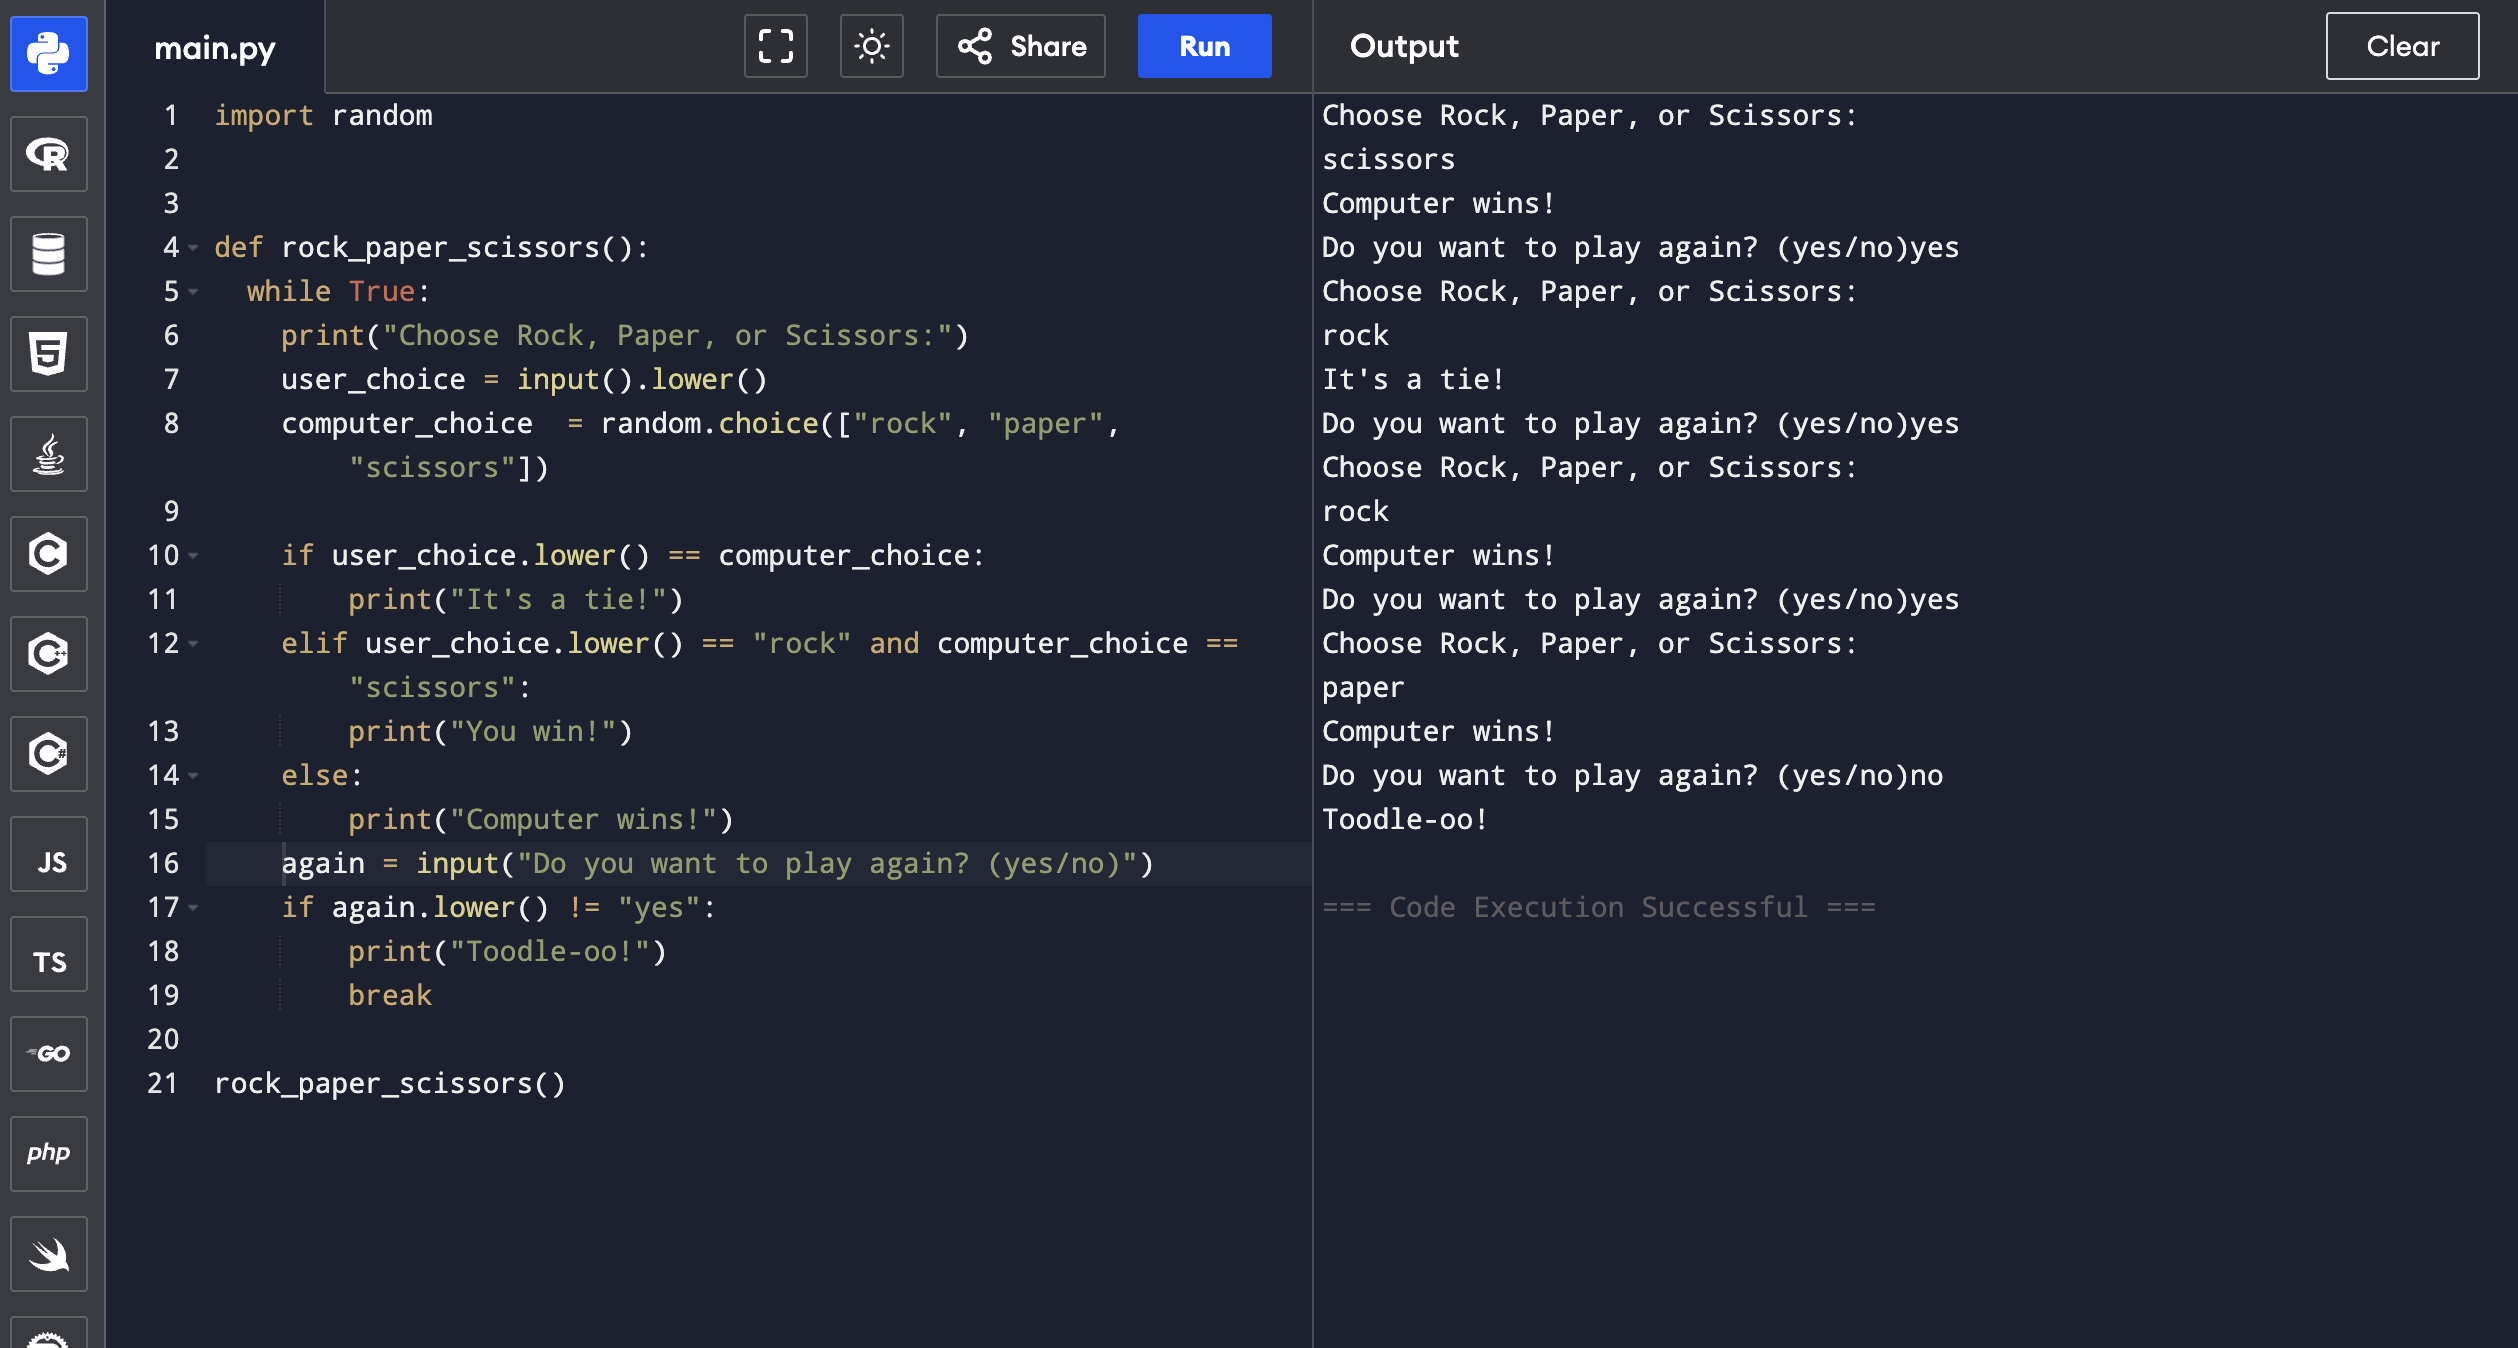 main.py
Share
Run
Output
Clear
JS
TS
GO
php
1 import random
2
3
4 def rock_paper_scissors():
5 while True:
6 print("Choose Rock, Paper, or Scissors:")
7 user_choice = input().lower()
8 computer_choice  = random.choice(["rock", "paper",
"scissors"])
9
10 if user_choice.lower() == computer_choice:
11 print("It's a tie!")
12 elif user_choice.lower() == "rock" and computer_choice ==
"scissors":
13 print("You win!")
14 else:
15 print("Computer wins!")
16 again = input("Do you want to play again? (yes/no)")
17 if again.lower() != "yes":
18 print("Toodle-oo!")
19 break
20
21 rock_paper_scissors()
Choose Rock, Paper, or Scissors:
scissors
Computer wins!
Do you want to play again? (yes/no)yes
Choose Rock, Paper, or Scissors:
rock
It's a tie!
Do you want to play again? (yes/no)yes
Choose Rock, Paper, or Scissors:
rock
Computer wins!
Do you want to play again? (yes/no)yes
Choose Rock, Paper, or Scissors:
paper
Computer wins!
Do you want to play again? (yes/no)no
Toodle-oo!
=== Code Execution Successful ===